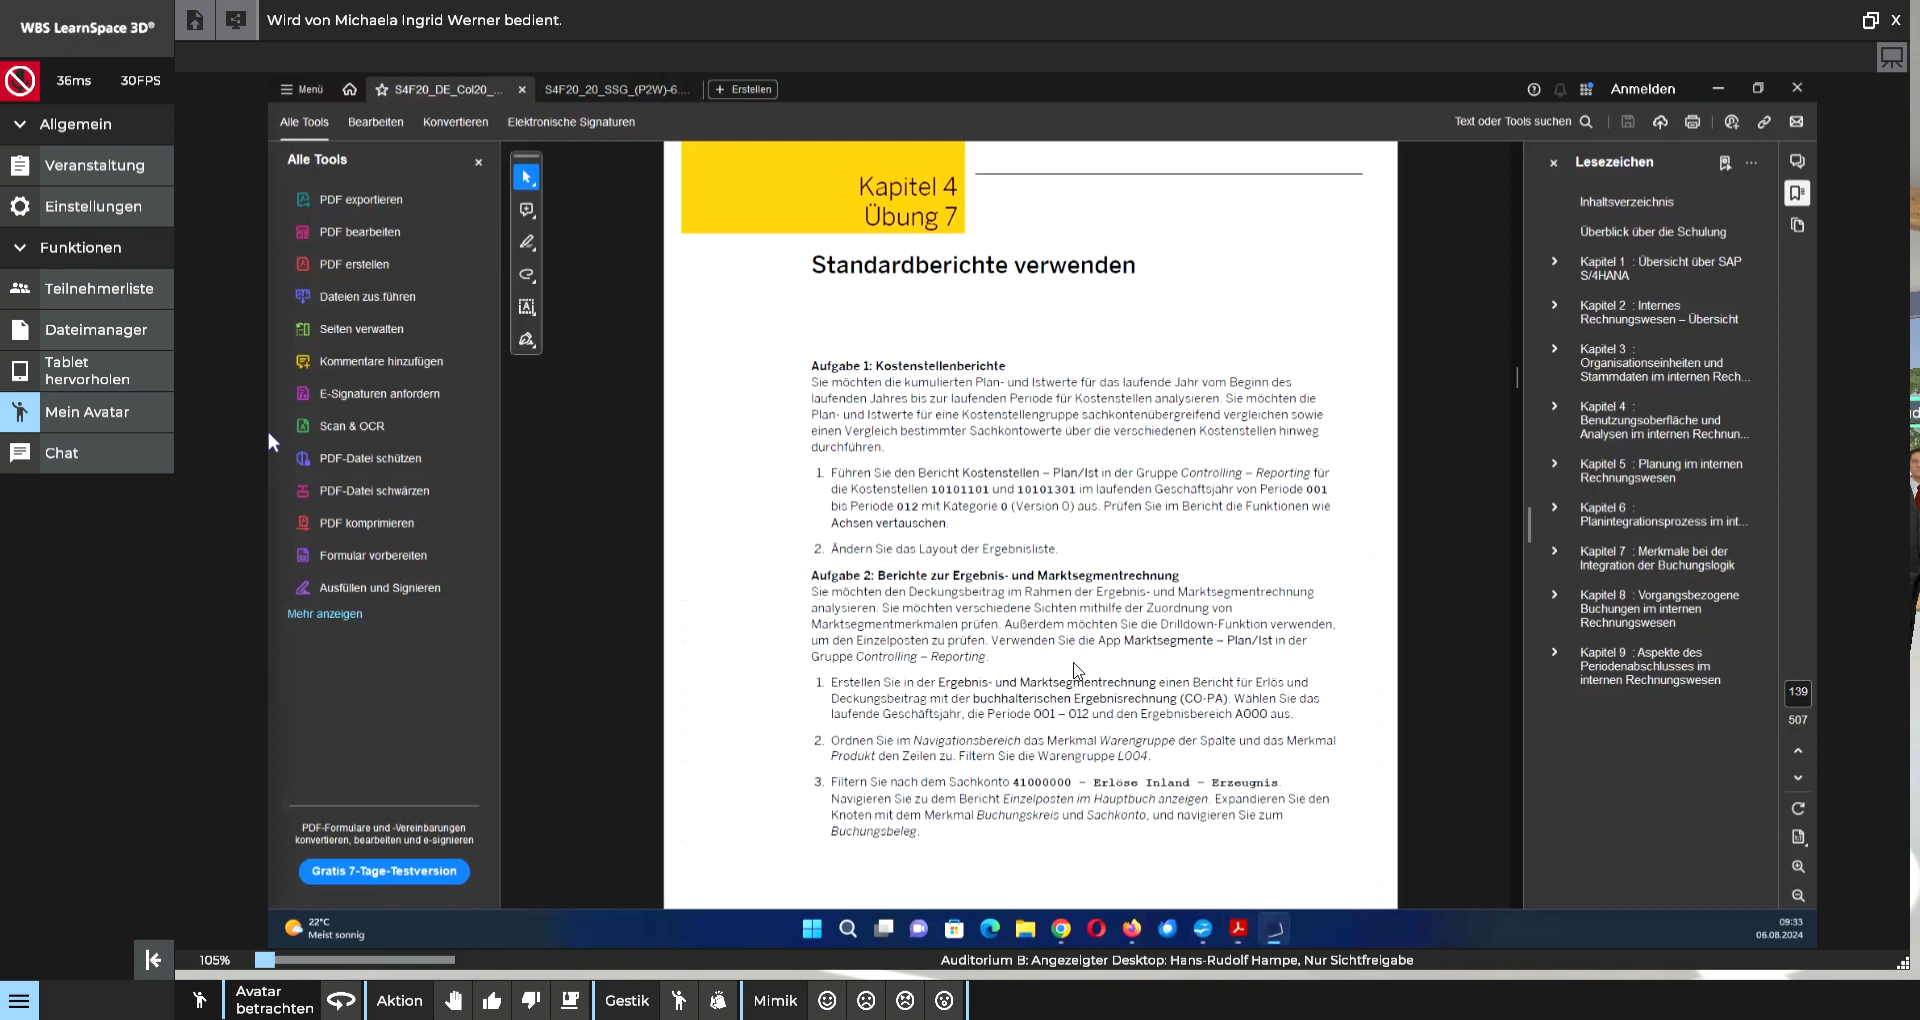 WBS LearnSpace 3D®
Wird von Michaela Ingrid Werner bedient.
X
36ms 30FPS
Allgemein
Veranstaltung
Einstellungen
Funktionen
Teilnehmerliste
Dateimanager
Tablet
hervorholen
Mein Avatar
Chat
Menü
S4F20_DE_Col20_...
S4F20_20_SSG_(P2W)-6....
+ Erstellen
Anmelden
Alle Tools Bearbeiten Konvertieren Elektronische Signaturen
Text oder Tools suchen
Alle Tools
PDF exportieren
PDF bearbeiten
PDF erstellen
Dateien zus.führen
Seiten verwalten
Kommentare hinzufügen
E-Signaturen anfordern
Scan & OCR
PDF-Datei schützen
PDF-Datei schwärzen
PDF komprimieren
Formular vorbereiten
Ausfüllen und Signieren
Mehr anzeigen
PDF-Formulare und -Vereinbarungen
konvertieren, bearbeiten und e-signieren
Gratis 7-Tage-Testversion
Kapitel 4
Übung 7
Standardberichte verwenden
Aufgabe 1: Kostenstellenberichte
Sie möchten die kumulierten Plan- und Istwerte für das laufende Jahr vom Beginn des
laufenden Jahres bis zur laufenden Periode für Kostenstellen analysieren. Sie möchten die
Plan- und Istwerte für eine Kostenstellengruppe sachkontenübergreifend vergleichen sowie
einen Vergleich bestimmter Sachkontowerte über die verschiedenen Kostenstellen hinweg
durchführen.
1. Führen Sie den Bericht Kostenstellen – Plan/Ist in der Gruppe Controlling – Reporting für
die Kostenstellen 10101101 und 10101301 im laufenden Geschäftsjahr von Periode 001
bis Periode 012 mit Kategorie 0 (Version 0) aus. Prüfen Sie im Bericht die Funktionen wie
Achsen vertauschen.
2. Ändern Sie das Layout der Ergebnisliste.
Aufgabe 2: Berichte zur Ergebnis- und Marktsegmentrechnung
Sie möchten den Deckungsbeitrag im Rahmen der Ergebnis- und Marktsegmentrechnung
analysieren. Sie möchten verschiedene Sichten mithilfe der Zuordnung von
Marktsegmentmerkmalen prüfen. Außerdem möchten Sie die Drilldown-Funktion verwenden,
um den Einzelposten zu prüfen. Verwenden Sie die App Marktsegmente – Plan/Ist in der
Gruppe Controlling – Reporting.
1. Erstellen Sie in der Ergebnis- und Marktsegmentrechnung einen Bericht für Erlös und
Deckungsbeitrag mit der buchhalterischen Ergebnisrechnung (CO-PA). Wählen Sie das
laufende Geschäftsjahr, die Periode 001 – 012 und den Ergebnisbereich A000 aus.
2. Ordnen Sie im Navigationsbereich das Merkmal Warengruppe der Spalte und das Merkmal
Produkt den Zeilen zu. Filtern Sie die Warengruppe L004.
3. Filtern Sie nach dem Sachkonto 41000000 – Erlöse Inland – Erzeugnis.
Navigieren Sie zu dem Bericht Einzelposten im Hauptbuch anzeigen. Expandieren Sie den
Knoten mit dem Merkmal Buchungskreis und Sachkonto, und navigieren Sie zum
Buchungsbeleg.
Lesezeichen
Inhaltsverzeichnis
Überblick über die Schulung
Kapitel 1 : Übersicht über SAP
S/4HANA
Kapitel 2 : Internes
Rechnungswesen – Übersicht
Kapitel 3 :
Organisationseinheiten und
Stammdaten im internen Rech...
Kapitel 4 :
Benutzungsoberfläche und
Analysen im internen Rechnun...
Kapitel 5 : Planung im internen
Rechnungswesen
Kapitel 6 :
Planintegrationsprozess im int...
Kapitel 7 : Merkmale bei der
Integration der Buchungslogik
Kapitel 8 : Vorgangsbezogene
Buchungen im internen
Rechnungswesen
Kapitel 9 : Aspekte des
Periodenabschlusses im
internen Rechnungswesen
139
507
22°C
Meist sonnig
09:33
06.08.2024
105%
Auditorium B: Angezeigter Desktop: Hans-Rudolf Hampe, Nur Sichtfreigabe
Avatar
betrachten
Aktion
Gestik
Mimik